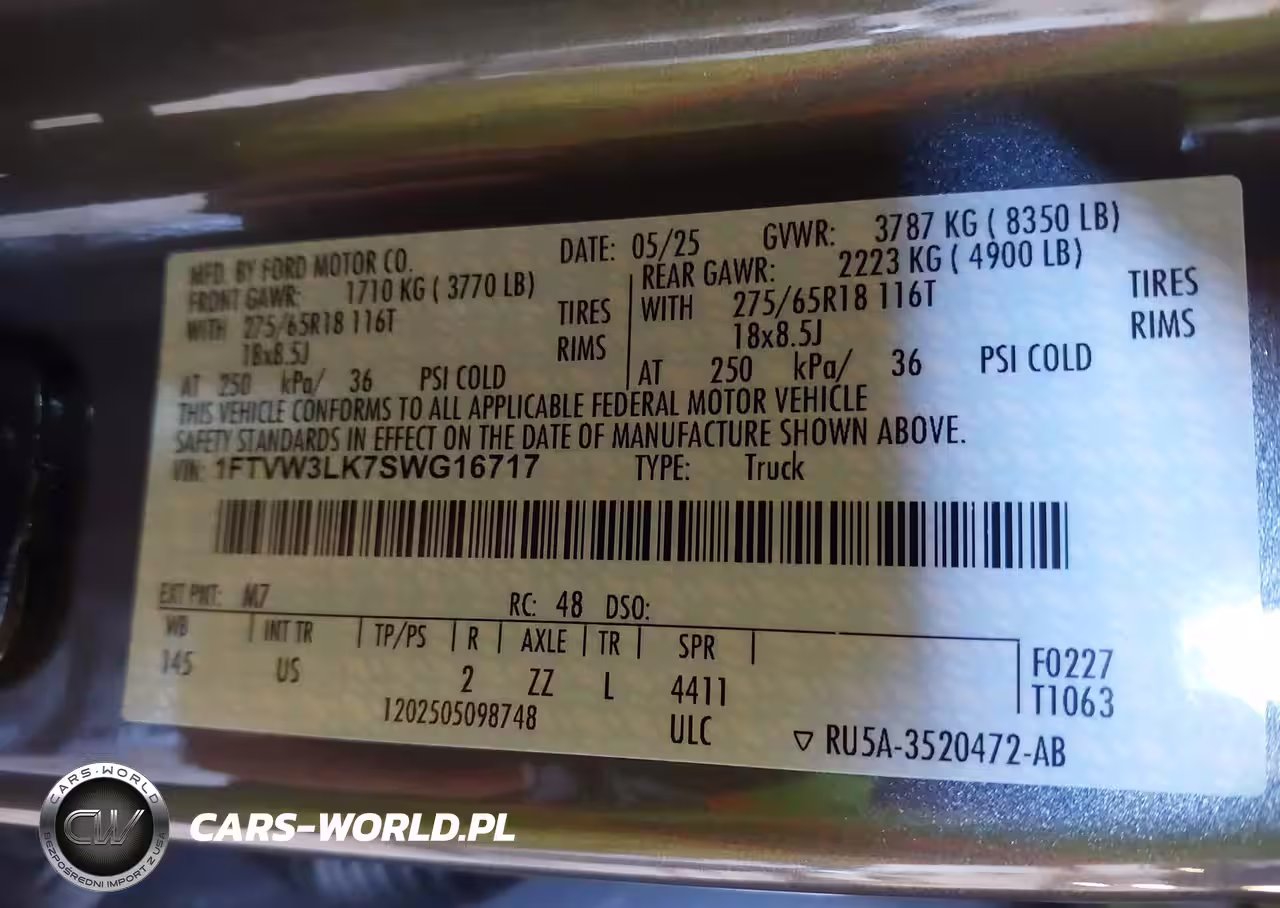 MFD. BY FORD MOTOR CO. DATE: 05/25 GVWR: 3787 KG ( 8350 LB)
FRONT GAWR: 1710 KG ( 3770 LB) REAR GAWR: 2223 KG ( 4900 LB)
WITH 275/65R18 116T TIRES WITH 275/65R18 116T TIRES
18x8.5J RIMS 18x8.5J RIMS
AT 250 kPa/ 36 PSI COLD AT 250 kPa/ 36 PSI COLD
THIS VEHICLE CONFORMS TO ALL APPLICABLE FEDERAL MOTOR VEHICLE
SAFETY STANDARDS IN EFFECT ON THE DATE OF MANUFACTURE SHOWN ABOVE.
VIN: 1FTVW3LK7SWG16717 TYPE: Truck
EXT PNT: M7 RC: 48 DSO:
WB INT TR TP/PS R AXLE TR SPR
145 US 2 ZZ L 4411
F0227
T1063
1202505098748 ULC
▽ RU5A-3520472-AB
CARS-WORLD
CW
BEZPOŚREDNI IMPORT Z USA
CARS-WORLD.PL